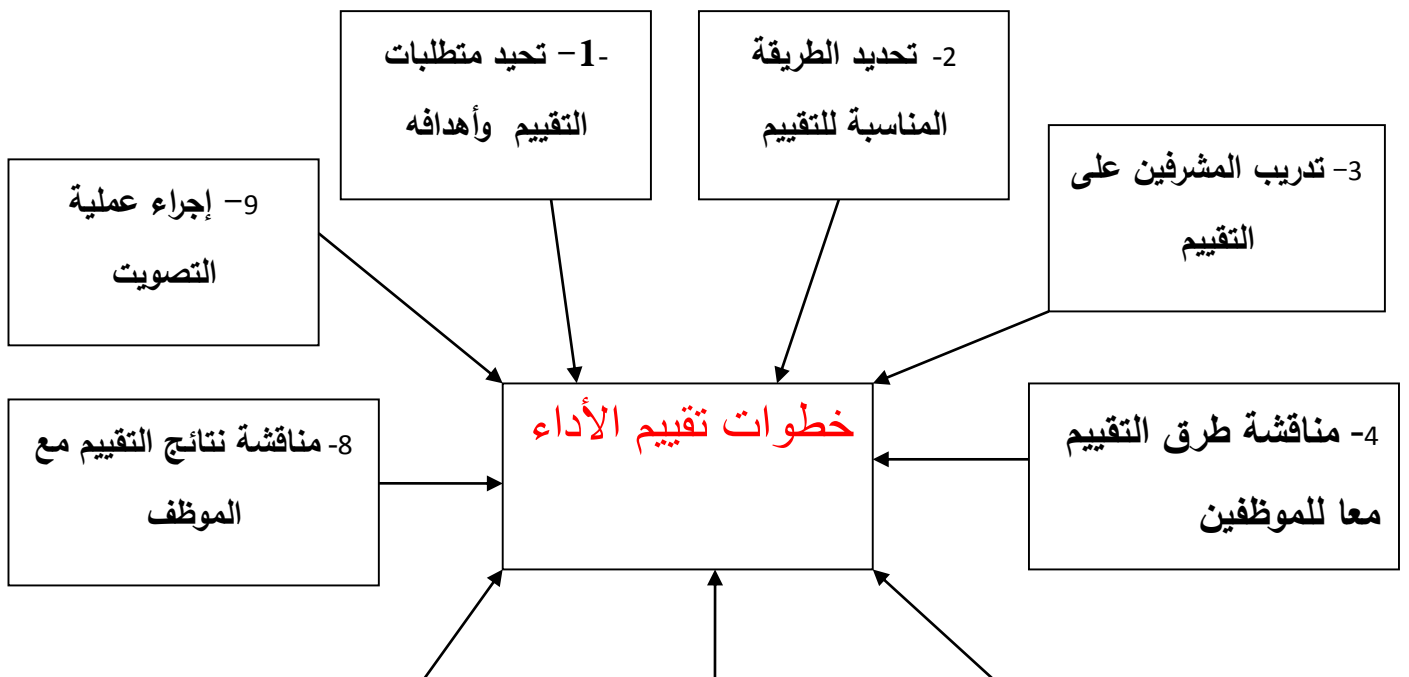 -1- تحيد متطلبات
التقييم وأهدافه
2- تحديد الطريقة
المناسبة للتقييم
3- تدريب المشرفين على
التقييم
9- إجراء عملية
التصويت
خطوات تقييم الأداء
4- مناقشة طرق التقييم
معا للموظفين
8- مناقشة نتائج التقييم مع
الموظف